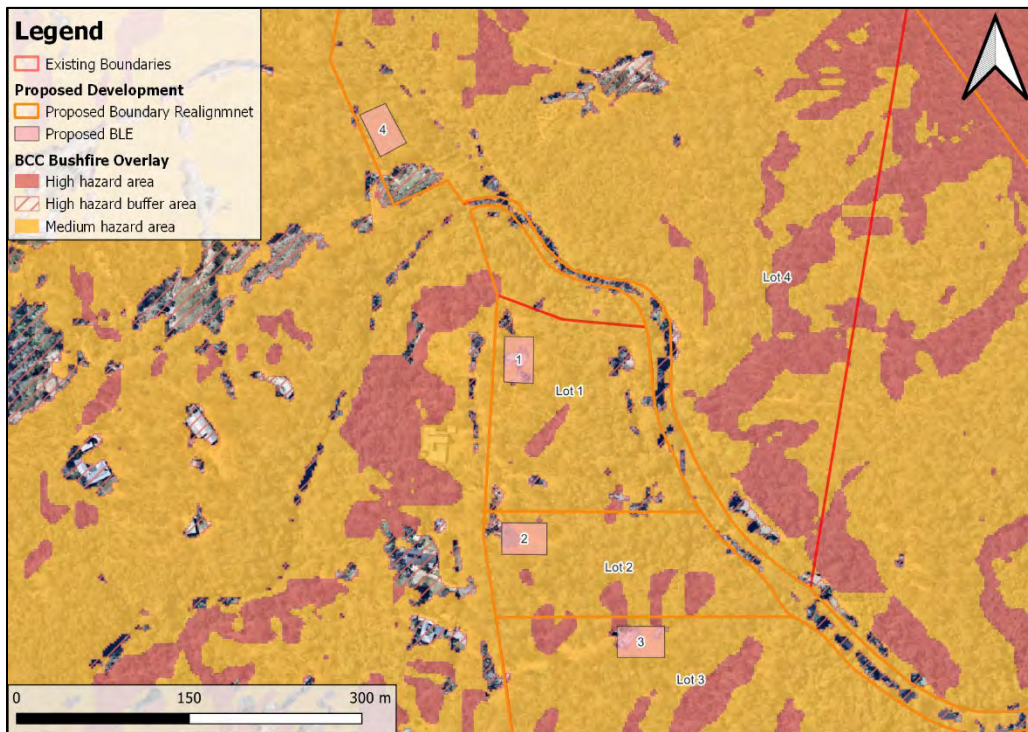 Legend
Existing Boundaries
Proposed Development
Proposed Boundary Realignmnet
Proposed BLE
BCC Bushfire Overlay
High hazard area
High hazard buffer area
Medium hazard area
4
Lot 4
1
Lot 1
2
Lot 2
3
Lot 3
0 150 300 m